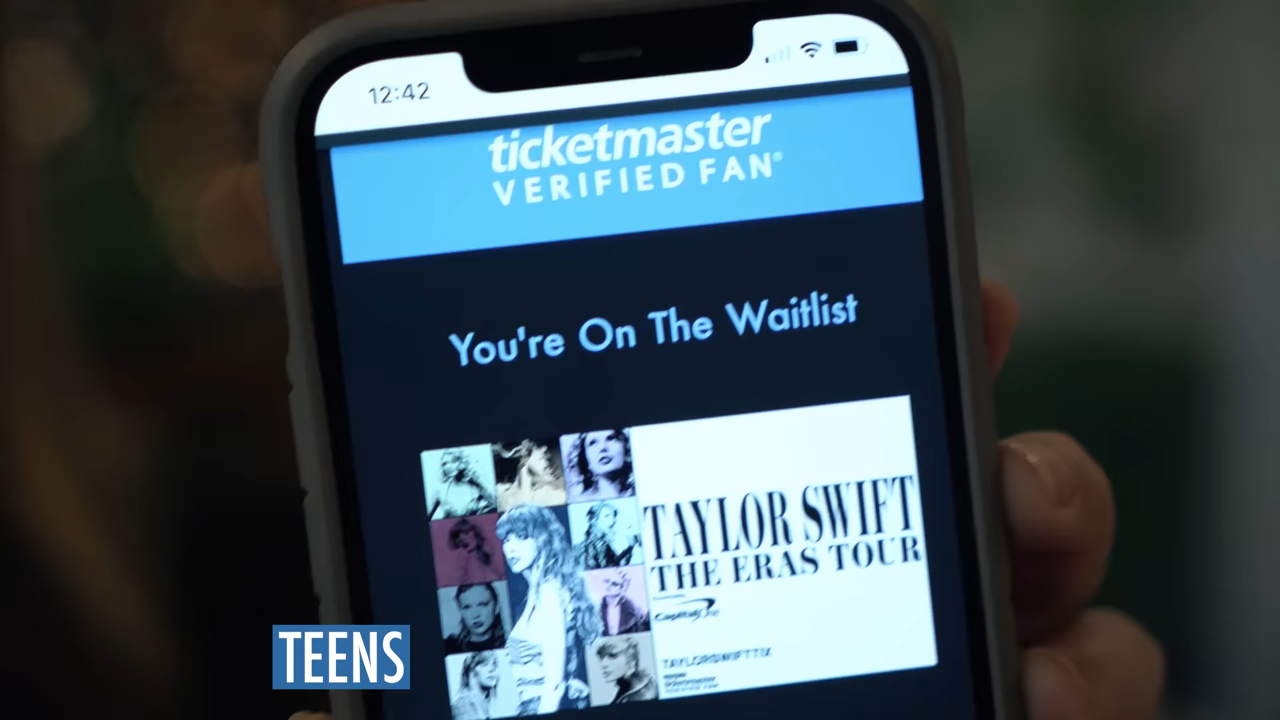 12:42
ticketmaster
VERIFIED FAN®
You're On The Waitlist
TAYLOR SWIFT
THE ERAS TOUR
Capital One
TAYLORSWIFTTIX
ticketmaster
TEENS